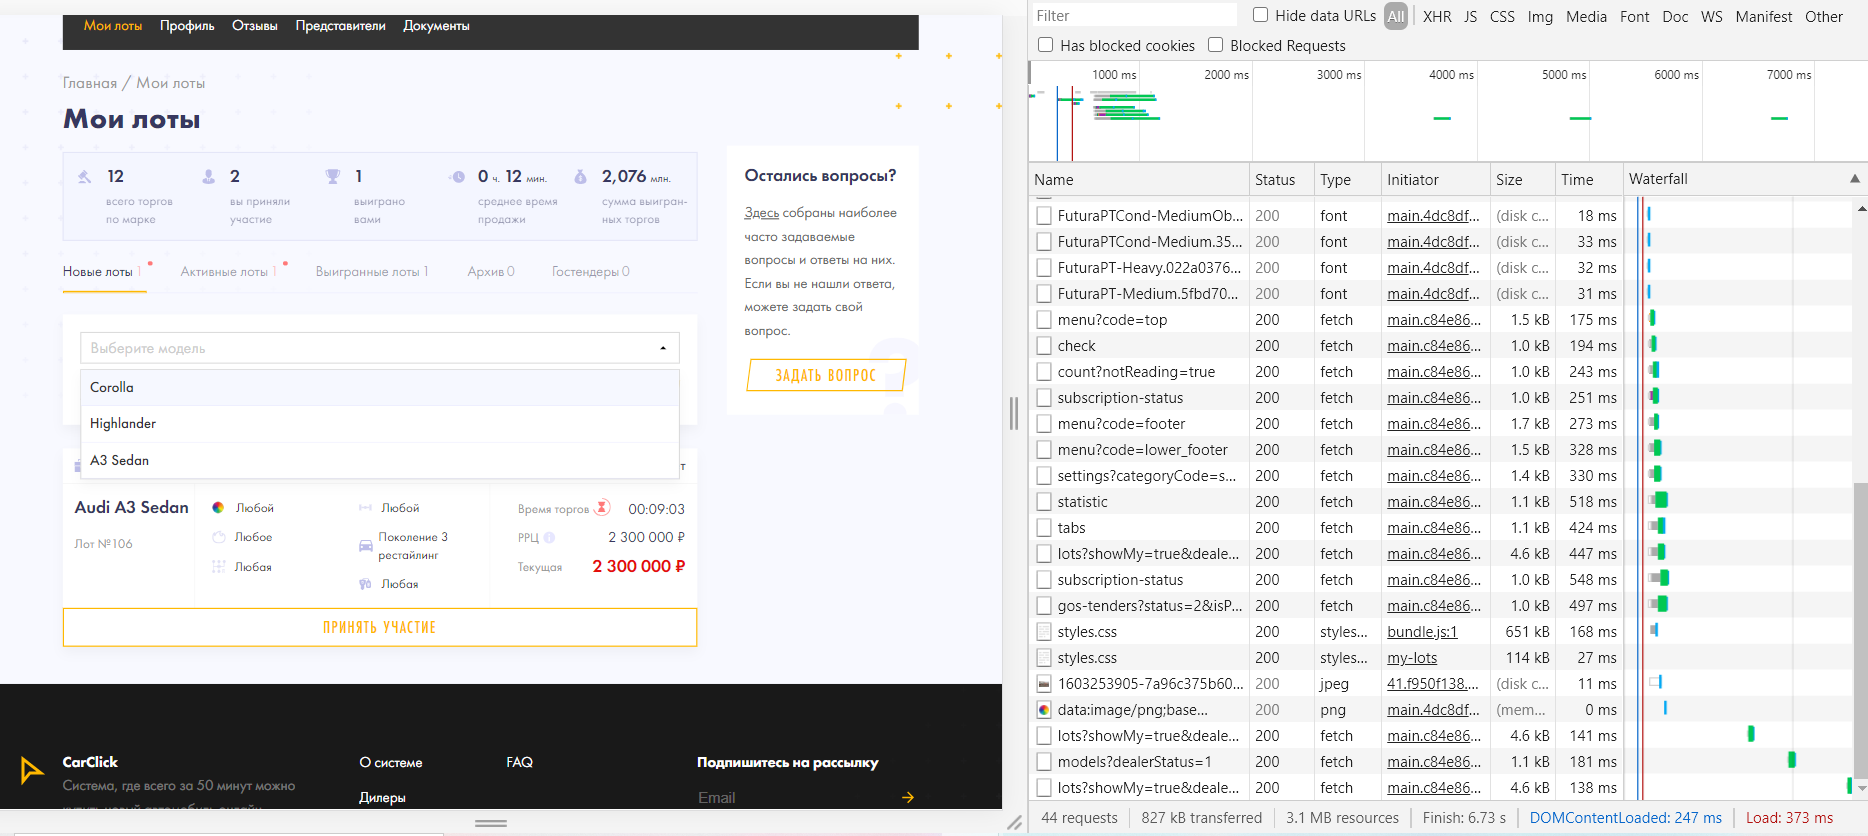 Мои лоты Профиль Отзывы Представители Документы
Главная / Мои лоты
Мои лоты
12 всего торгов по марке
2 вы приняли участие
1 выиграно вами
0 ч. 12 мин. среднее время продажи
2,076 млн. сумма выигран-ных торгов
Новые лоты 1 Активные лоты 1 Выигранные лоты 1 Архив 0 Гостендеры 0
Выберите модель
Corolla
Highlander
A3 Sedan
т
Audi A3 Sedan
Лот №106
Любой
Любое
Любая
Любой
Поколение 3
рестайлинг
Любая
Время торгов 00:09:03
РРЦ 2 300 000 ₽
Текущая 2 300 000 ₽
ПРИНЯТЬ УЧАСТИЕ
Остались вопросы?
Здесь собраны наиболее
часто задаваемые
вопросы и ответы на них.
Если вы не нашли ответа,
можете задать свой
вопрос.
?
ЗАДАТЬ ВОПРОС
CarClick
Система, где всего за 50 минут можно
О системе
Дилеры
FAQ
Подпишитесь на рассылку
Email
Filter Hide data URLs All XHR JS CSS Img Media Font Doc WS Manifest Other
Has blocked cookies Blocked Requests
1000 ms 2000 ms 3000 ms 4000 ms 5000 ms 6000 ms 7000 ms
Name Status Type Initiator Size Time Waterfall
FuturaPTCond-MediumOb... 200 font main.4dc8df... (disk c... 18 ms
FuturaPTCond-Medium.35... 200 font main.4dc8df... (disk c... 33 ms
FuturaPT-Heavy.022a0376... 200 font main.4dc8df... (disk c... 32 ms
FuturaPT-Medium.5fbd70... 200 font main.4dc8df... (disk c... 31 ms
menu?code=top 200 fetch main.c84e86... 1.5 kB 175 ms
check 200 fetch main.c84e86... 1.0 kB 194 ms
count?notReading=true 200 fetch main.c84e86... 1.0 kB 243 ms
subscription-status 200 fetch main.c84e86... 1.0 kB 251 ms
menu?code=footer 200 fetch main.c84e86... 1.7 kB 273 ms
menu?code=lower_footer 200 fetch main.c84e86... 1.5 kB 328 ms
settings?categoryCode=s... 200 fetch main.c84e86... 1.4 kB 330 ms
statistic 200 fetch main.c84e86... 1.1 kB 518 ms
tabs 200 fetch main.c84e86... 1.1 kB 424 ms
lots?showMy=true&deale... 200 fetch main.c84e86... 4.6 kB 447 ms
subscription-status 200 fetch main.c84e86... 1.0 kB 548 ms
gos-tenders?status=2&isP... 200 fetch main.c84e86... 1.0 kB 497 ms
styles.css 200 styles... bundle.js:1 651 kB 168 ms
styles.css 200 styles... my-lots 114 kB 27 ms
1603253905-7a96c375b60... 200 jpeg 41.f950f138.... (disk c... 11 ms
data:image/png;base... 200 png main.4dc8df... (mem... 0 ms
lots?showMy=true&deale... 200 fetch main.c84e86... 4.6 kB 141 ms
models?dealerStatus=1 200 fetch main.c84e86... 1.1 kB 181 ms
lots?showMy=true&deale... 200 fetch main.c84e86... 4.6 kB 138 ms
44 requests 827 kB transferred 3.1 MB resources Finish: 6.73 s DOMContentLoaded: 247 ms Load: 373 ms